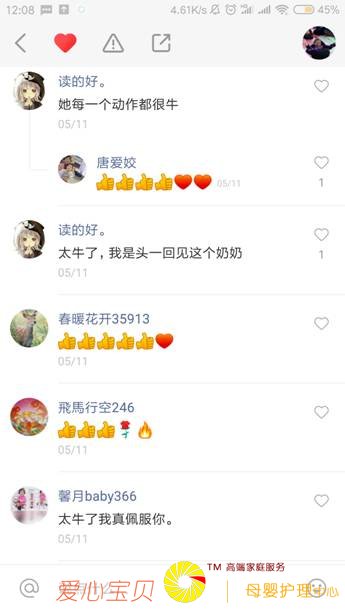 12:08
4.61K/s
45%
读的好。
她每一个动作都很牛
05/11
唐爱姣
05/11
1
读的好。
太牛了，我是头一回见这个奶奶
1
05/11
春暖花开35913
05/11
飛馬行空246
05/11
馨月baby366
太牛了我真佩服你。
05/11
TM 高端家庭服务
爱心宝贝
母婴护理中心